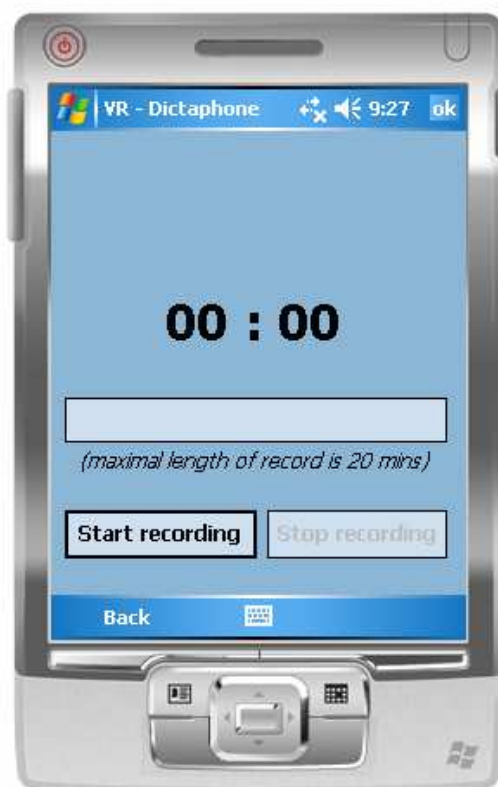 VR - Dictaphone 9:27 ok
00 : 00
(maximal length of record is 20 mins)
Start recording Stop recording
Back